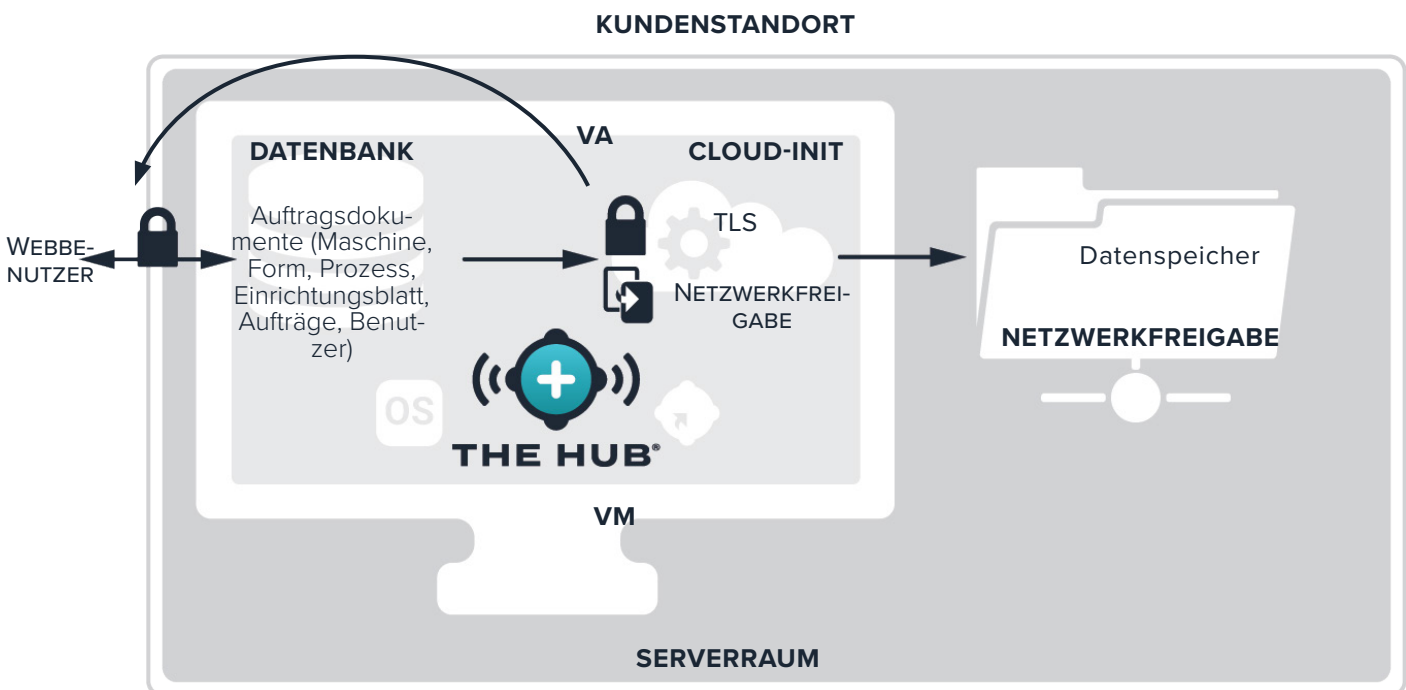 KUNDENSTANDORT
VA
DATENBANK
CLOUD-INIT
Auftragsdoku-
mente (Maschine,
Form, Prozess,
Einrichtungsblatt,
Aufträge, Benut-
zer)
WEBBE-
NUTZER
TLS
NETZWERKFREI-
GABE
Datenspeicher
NETZWERKFREIGABE
OS
THE HUB®
VM
SERVERRAUM